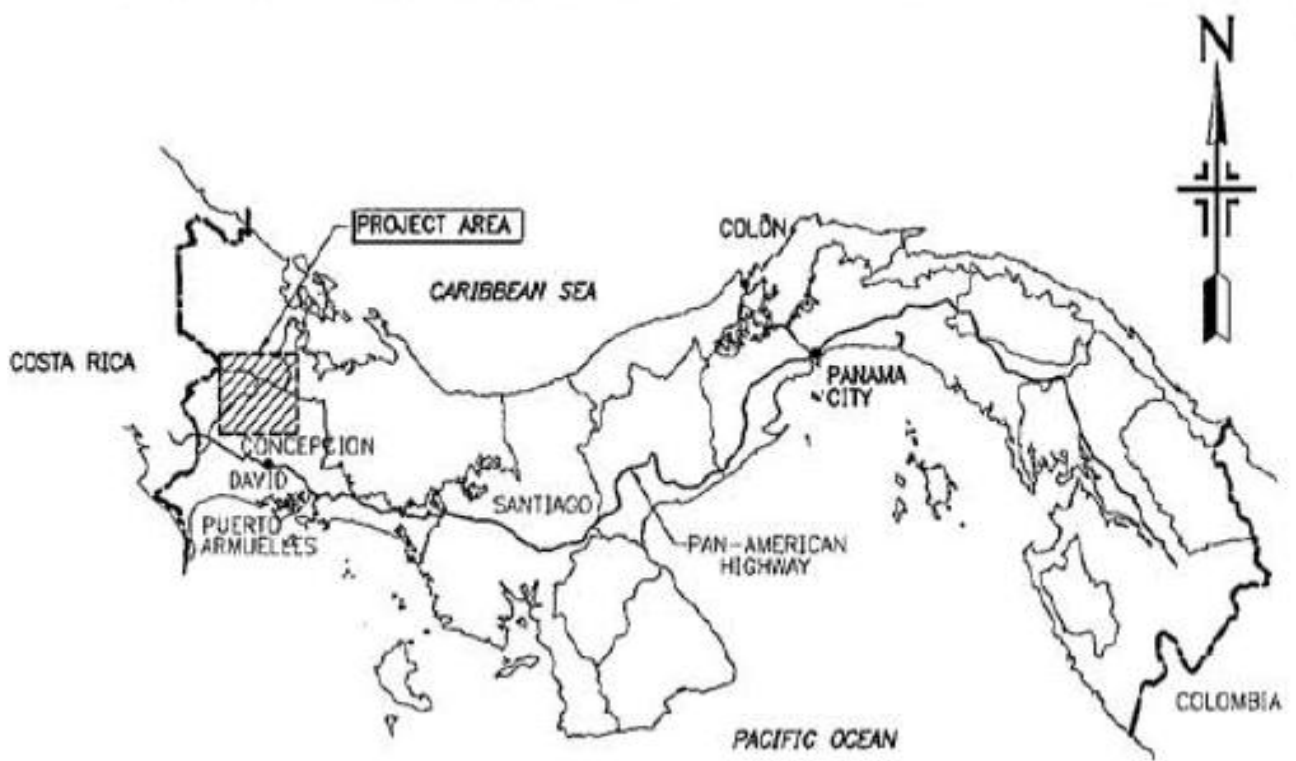 N
PROJECT AREA
COLÓN
CARIBBEAN SEA
COSTA RICA
PANAMA
CITY
CONCEPCION
DAVID
SANTIAGO
PUERTO
ARMUELLES
PAN-AMERICAN
HIGHWAY
COLOMBIA
PACIFIC OCEAN